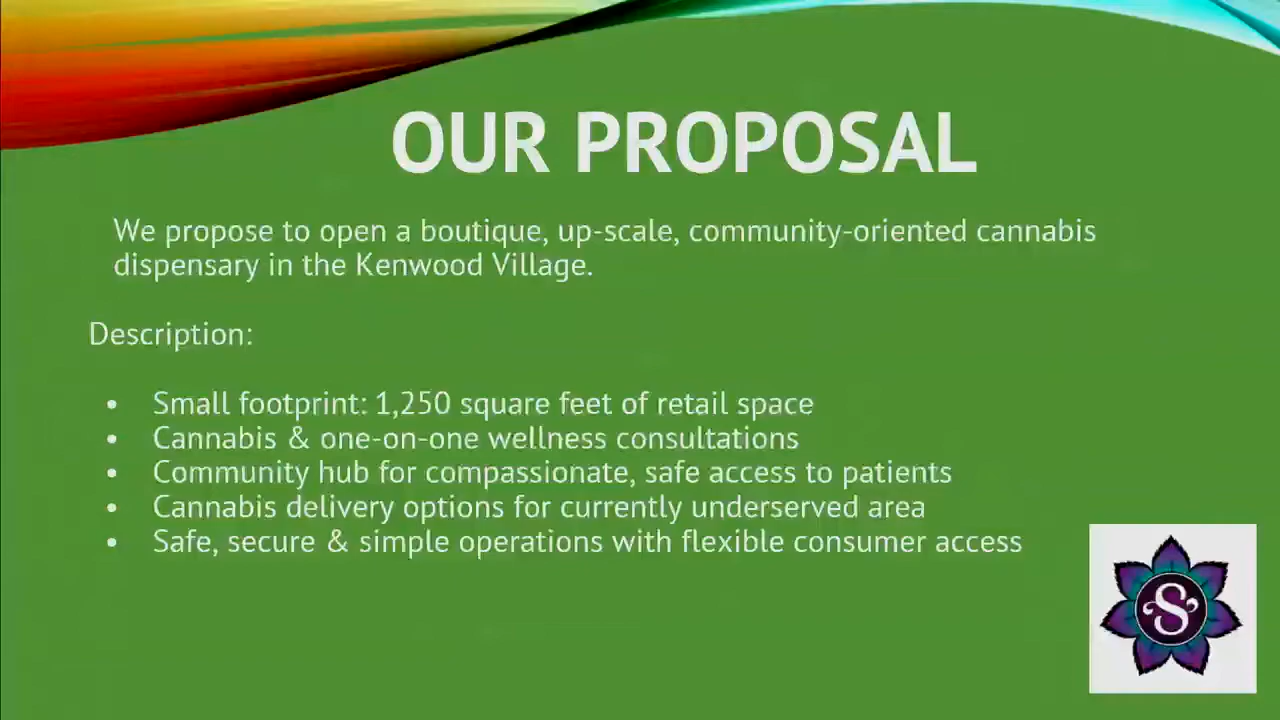 OUR PROPOSAL
We propose to open a boutique, up-scale, community-oriented cannabis
dispensary in the Kenwood Village.
Description:
• Small footprint: 1,250 square feet of retail space
• Cannabis & one-on-one wellness consultations
• Community hub for compassionate, safe access to patients
• Cannabis delivery options for currently underserved area
• Safe, secure & simple operations with flexible consumer access
S